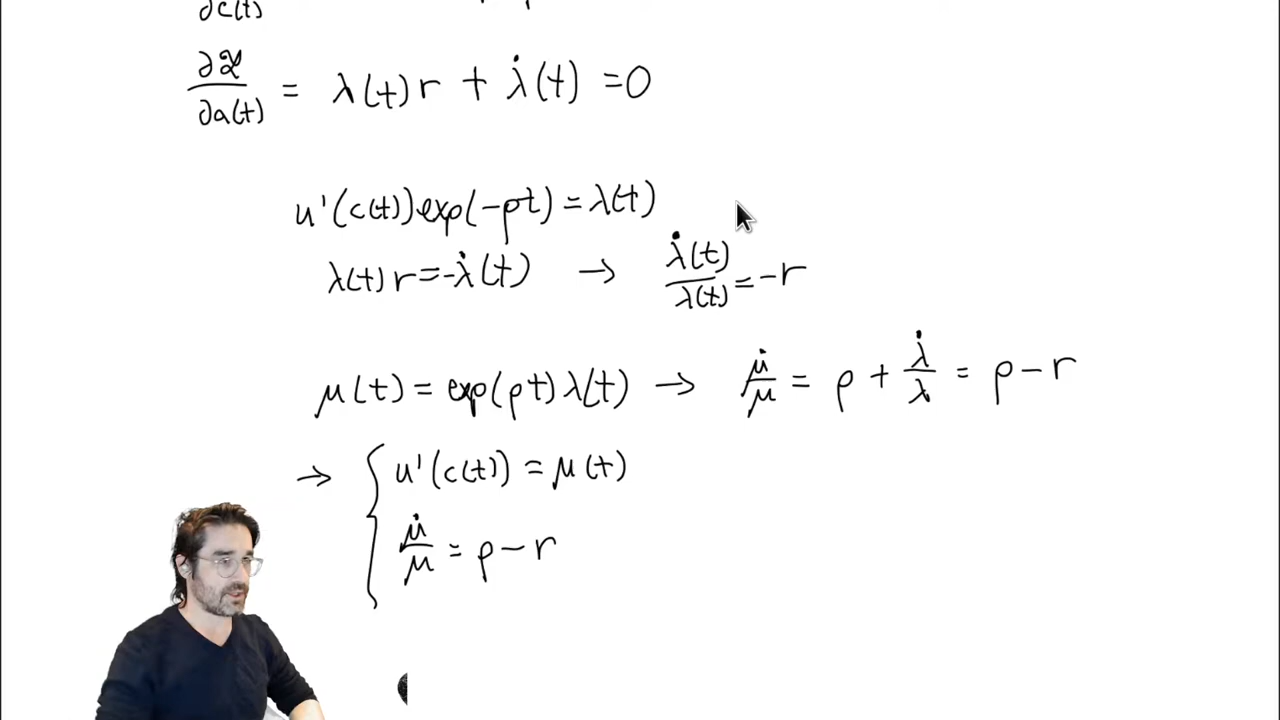 ∂c(t)
∂ℒ/∂a(t) = λ(t)r + λ̇(t) = 0
u'(c(t))exp(-ρt) = λ(t)
λ(t)r = -λ̇(t) → λ̇(t)/λ(t) = -r
μ(t) = exp(ρt)λ(t) → μ̇/μ = ρ + λ̇/λ = ρ - r
→ { u'(c(t)) = μ(t)
μ̇/μ = ρ - r